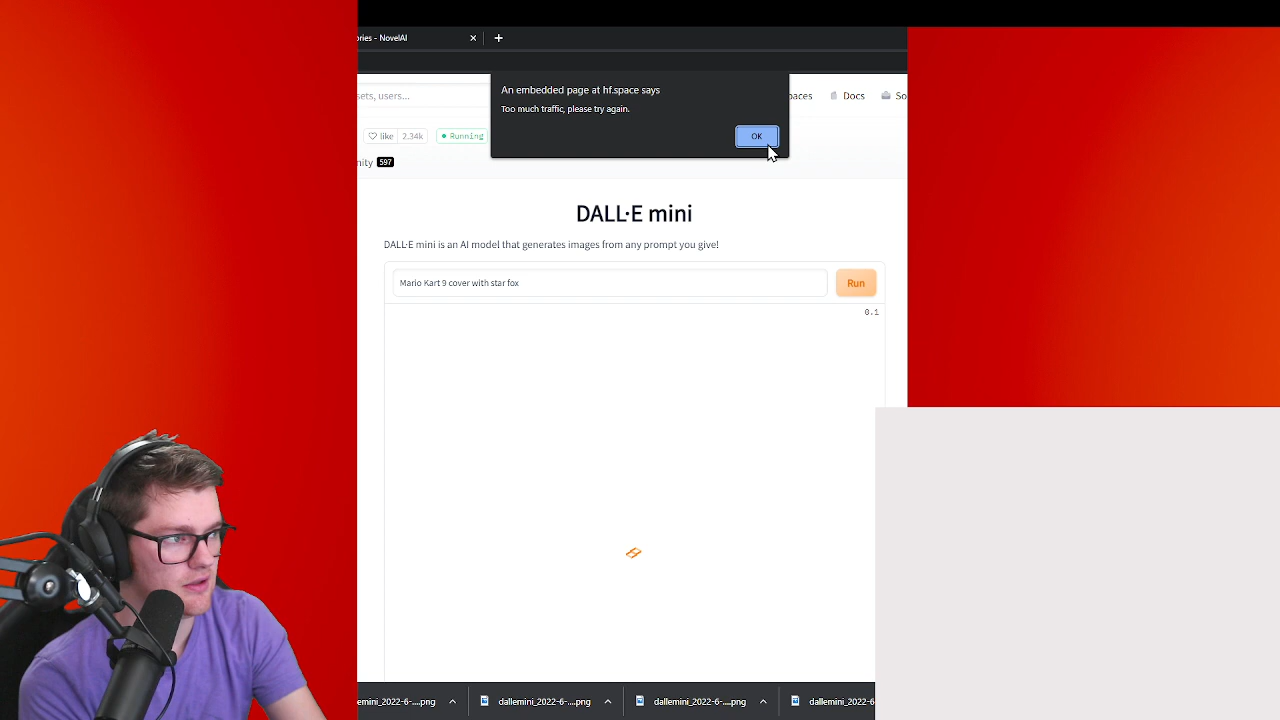 ories - NovelAI
An embedded page at hf.space says
Too much traffic, please try again.
OK
sets, users...
paces
Docs
So
like 2.34k
Running
nity 597
DALL·E mini
DALL·E mini is an AI model that generates images from any prompt you give!
Mario Kart 9 cover with star fox
Run
0.1
emini_2022-6-....png
dallemini_2022-6-....png
dallemini_2022-6-....png
dallemini_2022-6-